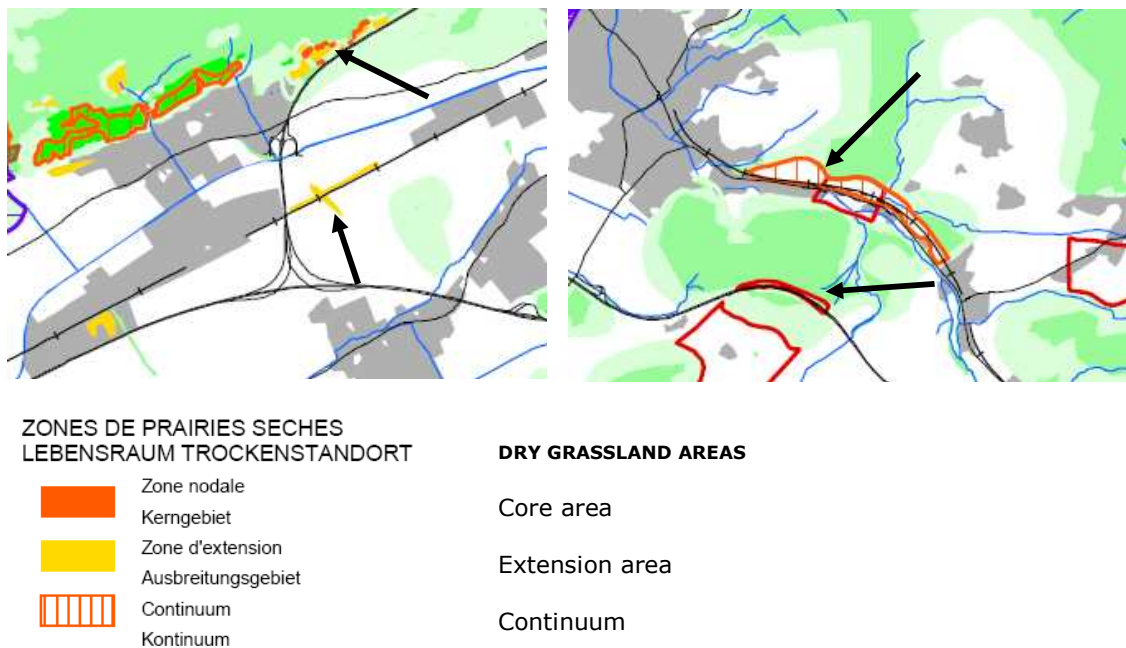 ZONES DE PRAIRIES SECHES
LEBENSRAUM TROCKENSTANDORT
DRY GRASSLAND AREAS
Zone nodale
Kerngebiet
Core area
Zone d'extension
Ausbreitungsgebiet
Extension area
Continuum
Kontinuum
Continuum